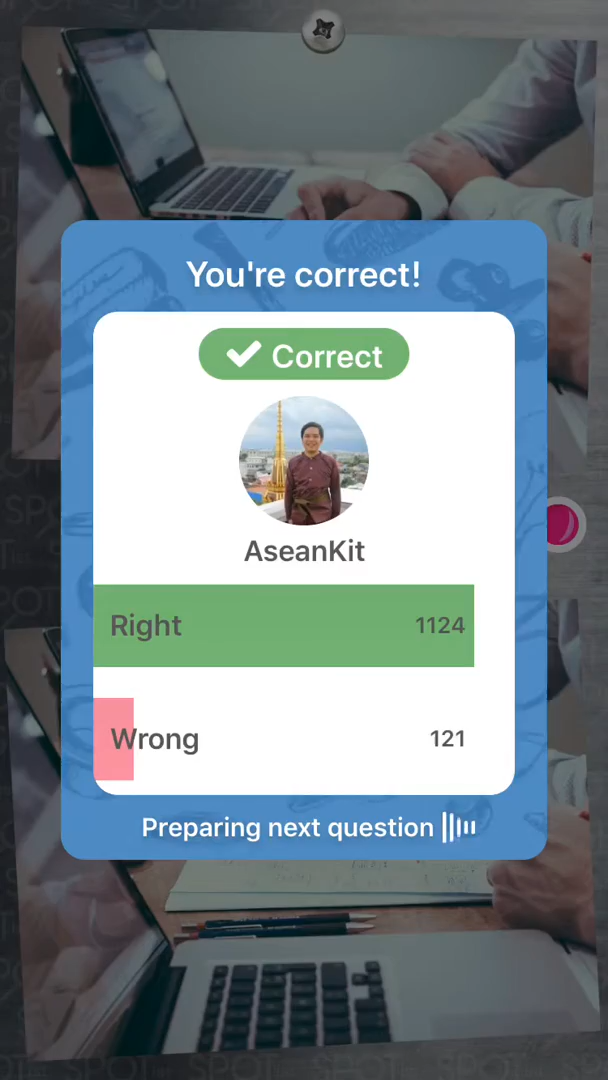 You're correct!
Correct
AseanKit
Right 1124
Wrong 121
Preparing next question